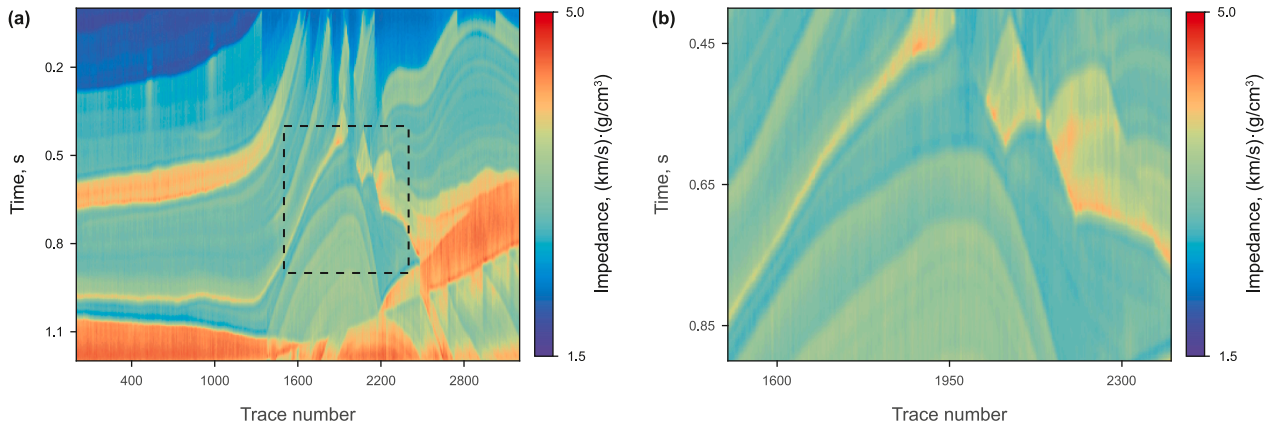 (a)
0.2
0.5
0.8
1.1
Time, s
400
1000
1600
2200
2800
Trace number
5.0
1.5
Impedance, (km/s)·(g/cm³)
(b)
0.45
0.65
0.85
Time, s
1600
1950
2300
Trace number
5.0
1.5
Impedance, (km/s)·(g/cm³)